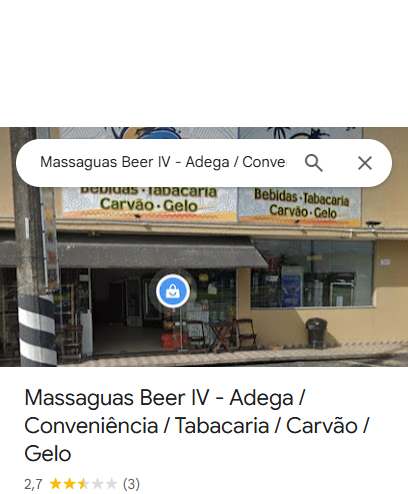 Massaguas Beer IV - Adega / Conve
Bebidas · Tabacaria
Carvão · Gelo
Bebidas · Tabacaria
Carvão · Gelo
Massaguas Beer IV - Adega /
Conveniência / Tabacaria / Carvão /
Gelo
2,7 (3)